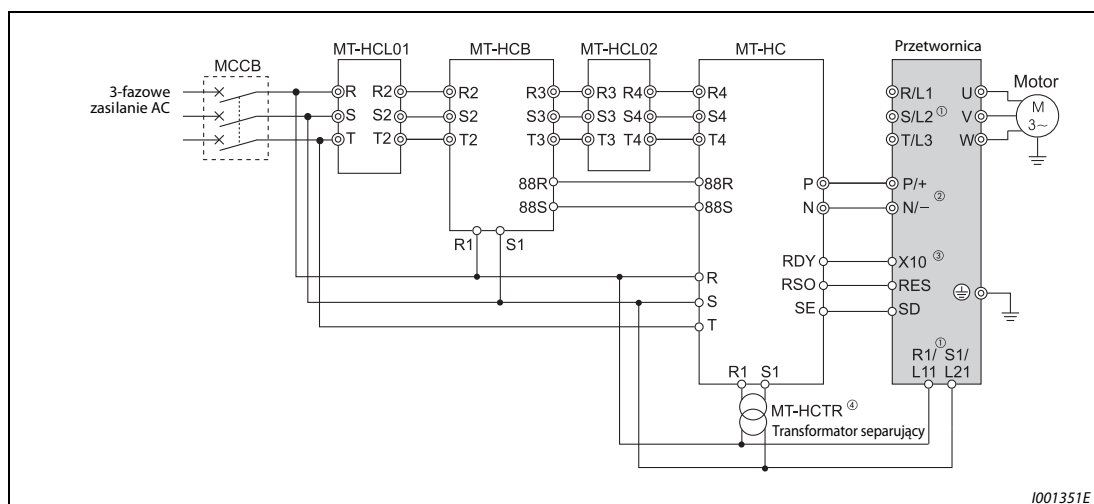 MT-HCL01 MT-HCB MT-HCL02 MT-HC Przetwornica
MCCB
3-fazowe
zasilanie AC
Motor
R R2 R2 R3 R3 R4 R4 R/L1 U
S S2 S2 S3 S3 S4 S4 S/L2 ① V
T T2 T2 T3 T3 T4 T4 T/L3 W
M
3~
88R 88R P P/+
88S 88S N N/− ②
R1 S1
RDY X10 ③
R RSO RES
S SE SD
T
R1/ ① S1/
L11 L21
R1 S1
MT-HCTR ④
Transformator separujący
I001351E